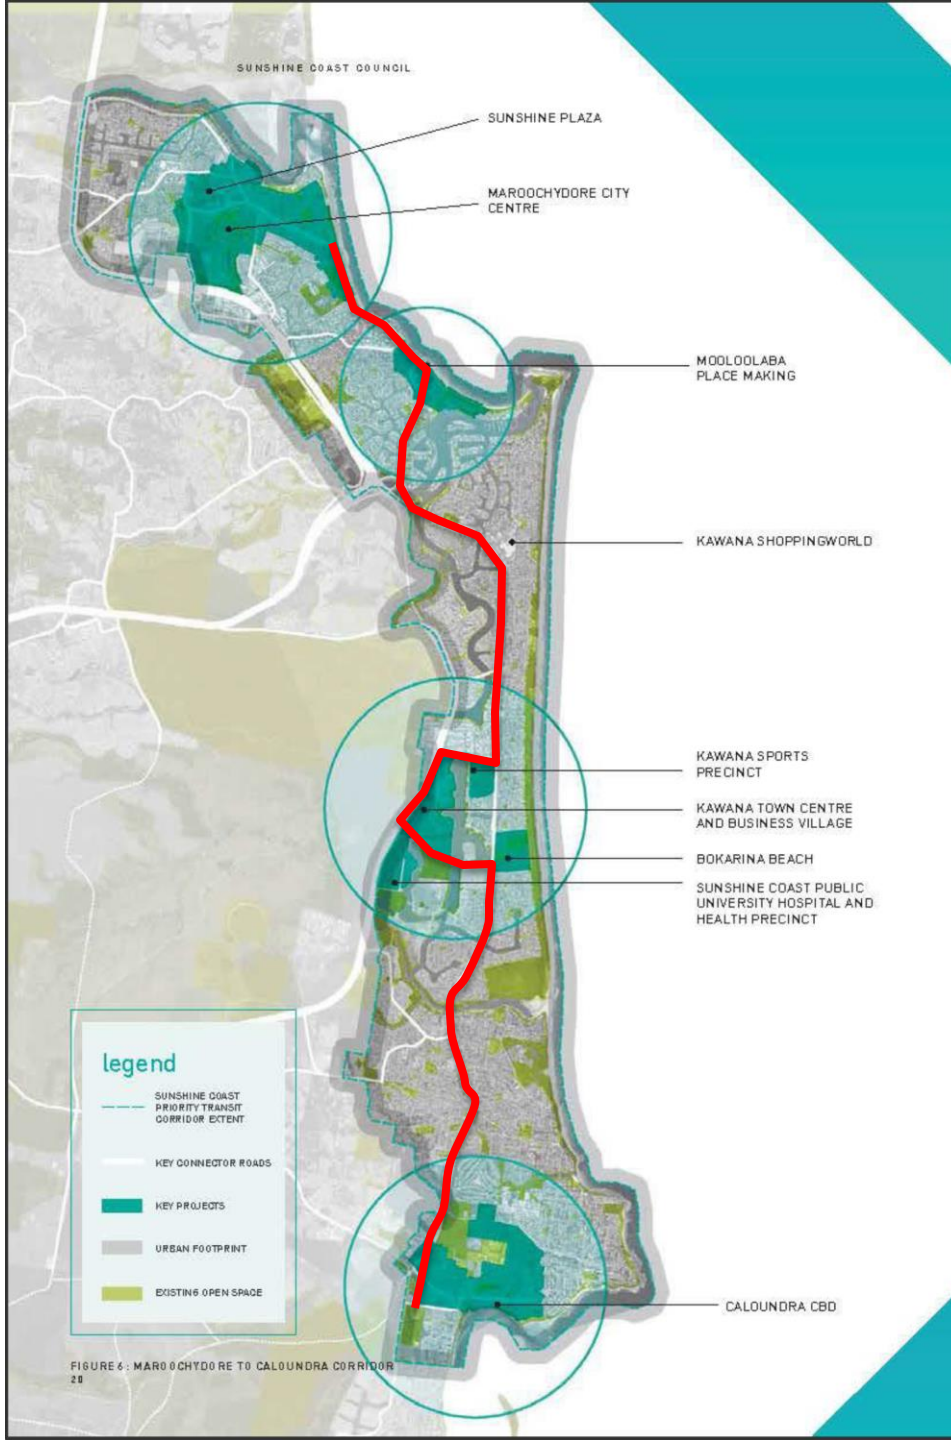 SUNSHINE COAST COUNCIL
SUNSHINE PLAZA
MAROOCHYDORE CITY
CENTRE
MOOLOOLABA
PLACE MAKING
KAWANA SHOPPINGWORLD
KAWANA SPORTS
PRECINCT
KAWANA TOWN CENTRE
AND BUSINESS VILLAGE
BOKARINA BEACH
SUNSHINE COAST PUBLIC
UNIVERSITY HOSPITAL AND
HEALTH PRECINCT
legend
SUNSHINE COAST
PRIORITY TRANSIT
CORRIDOR EXTENT
KEY CONNECTOR ROADS
KEY PROJECTS
URBAN FOOTPRINT
EXISTING OPEN SPACE
CALOUNDRA CBD
FIGURE 6: MAROOCHYDORE TO CALOUNDRA CORRIDOR
20